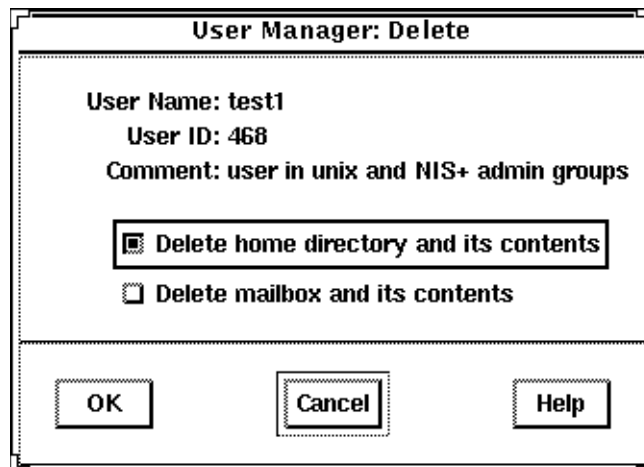 User Manager: Delete
User Name: test1
User ID: 468
Comment: user in unix and NIS+ admin groups
Delete home directory and its contents
Delete mailbox and its contents
OK Cancel Help